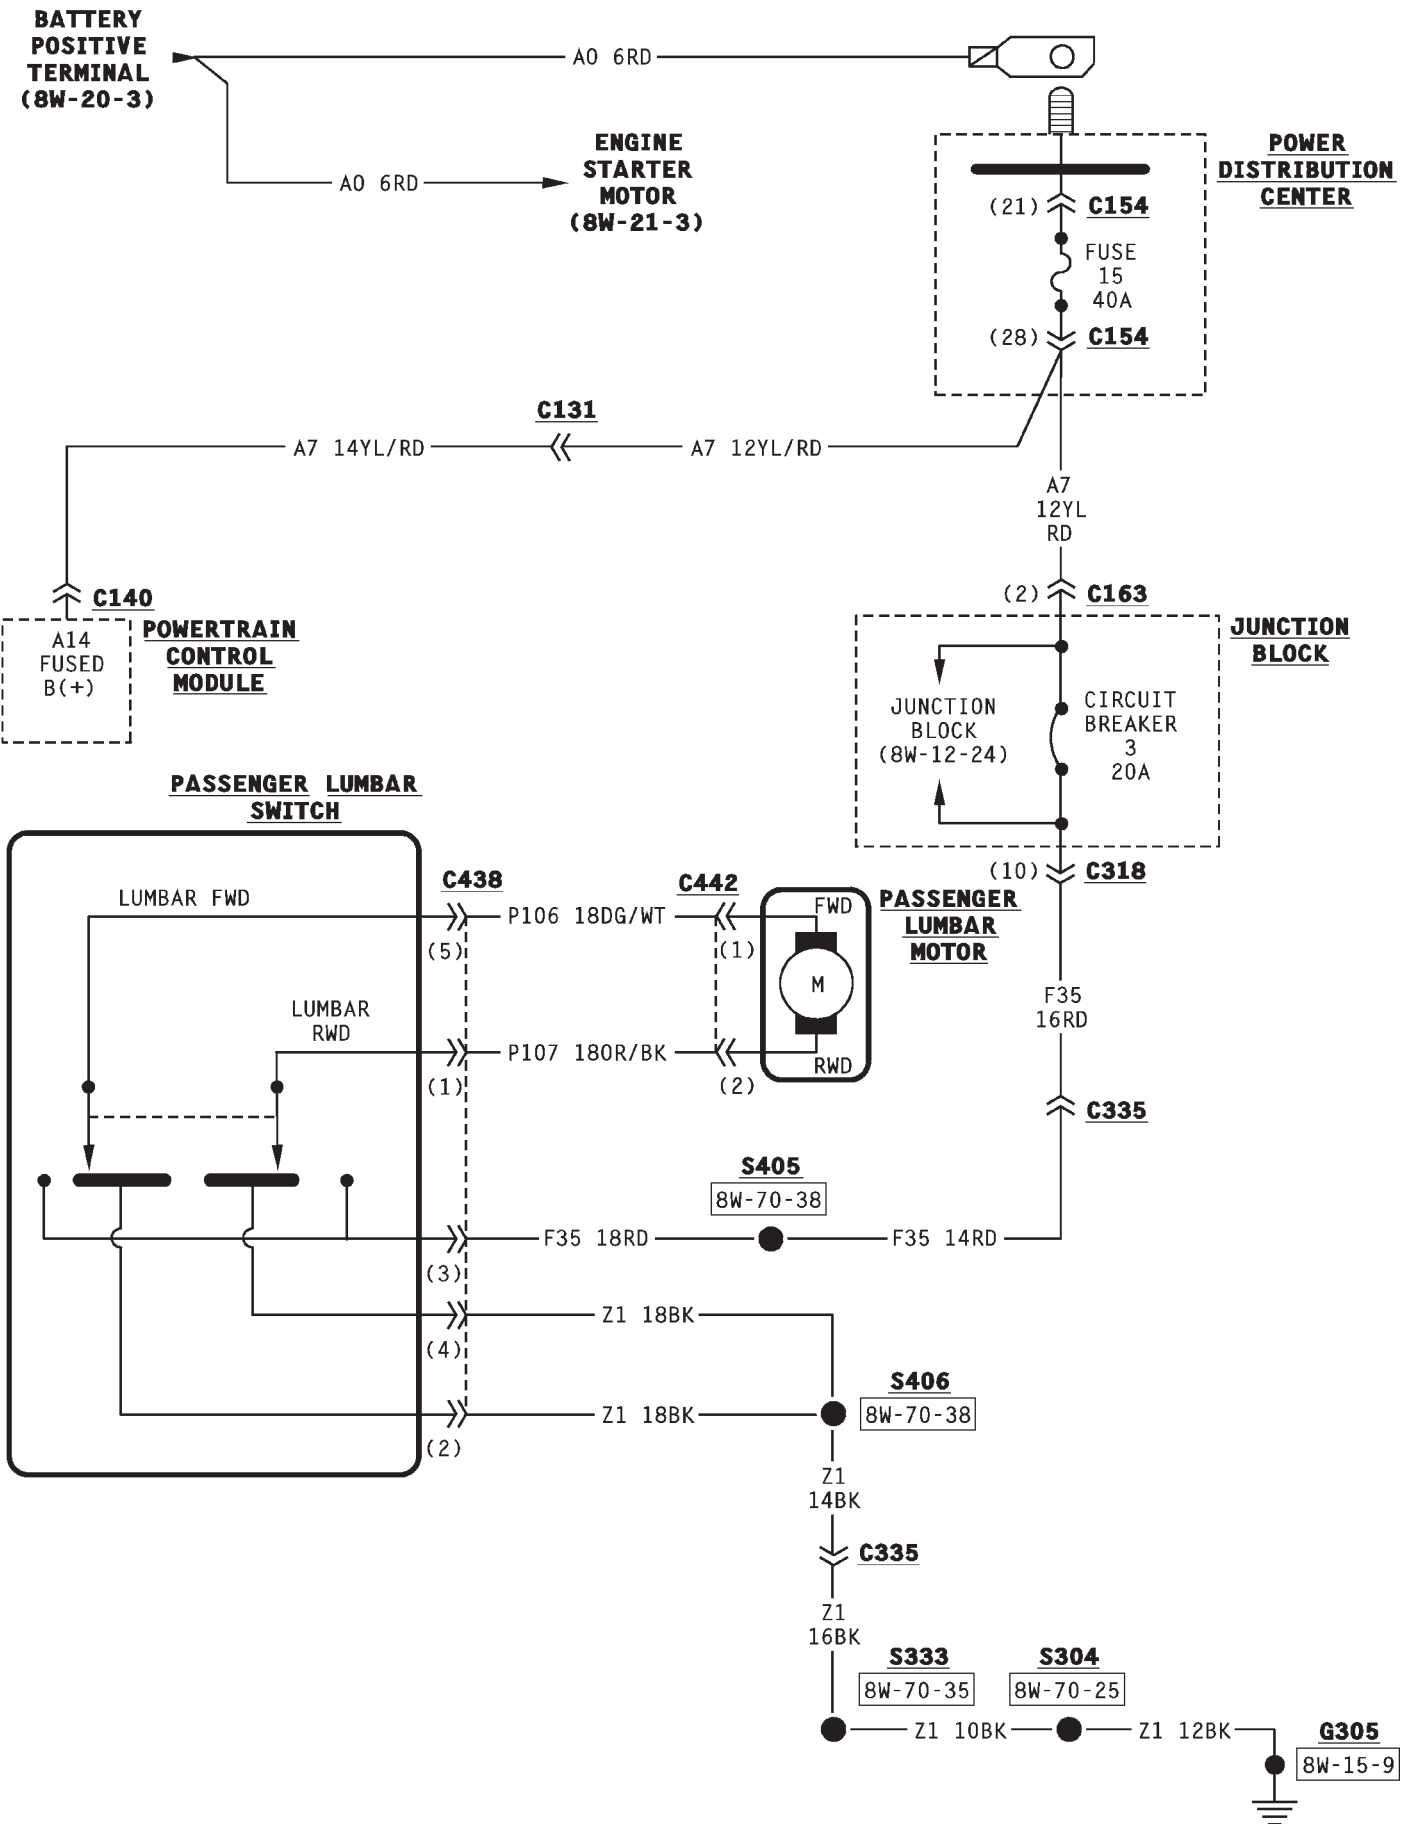 BATTERY
POSITIVE
TERMINAL
(8W-20-3)
A0 6RD
A0 6RD
ENGINE
STARTER
MOTOR
(8W-21-3)
POWER
DISTRIBUTION
CENTER
(21) C154
FUSE
15
40A
(28) C154
C131
A7 14YL/RD
A7 12YL/RD
A7
12YL
RD
C140
A14
FUSED
B(+)
POWERTRAIN
CONTROL
MODULE
(2) C163
JUNCTION
BLOCK
JUNCTION
BLOCK
(8W-12-24)
CIRCUIT
BREAKER
3
20A
(10) C318
PASSENGER LUMBAR
SWITCH
LUMBAR FWD
C438
P106 18DG/WT
(5)
C442
(1)
FWD
M
RWD
PASSENGER
LUMBAR
MOTOR
LUMBAR
RWD
P107 18OR/BK
(1)
(2)
F35
16RD
C335
S405
8W-70-38
F35 18RD
F35 14RD
(3)
Z1 18BK
(4)
S406
8W-70-38
Z1 18BK
(2)
Z1
14BK
C335
Z1
16BK
S333
8W-70-35
S304
8W-70-25
Z1 10BK
Z1 12BK
G305
8W-15-9